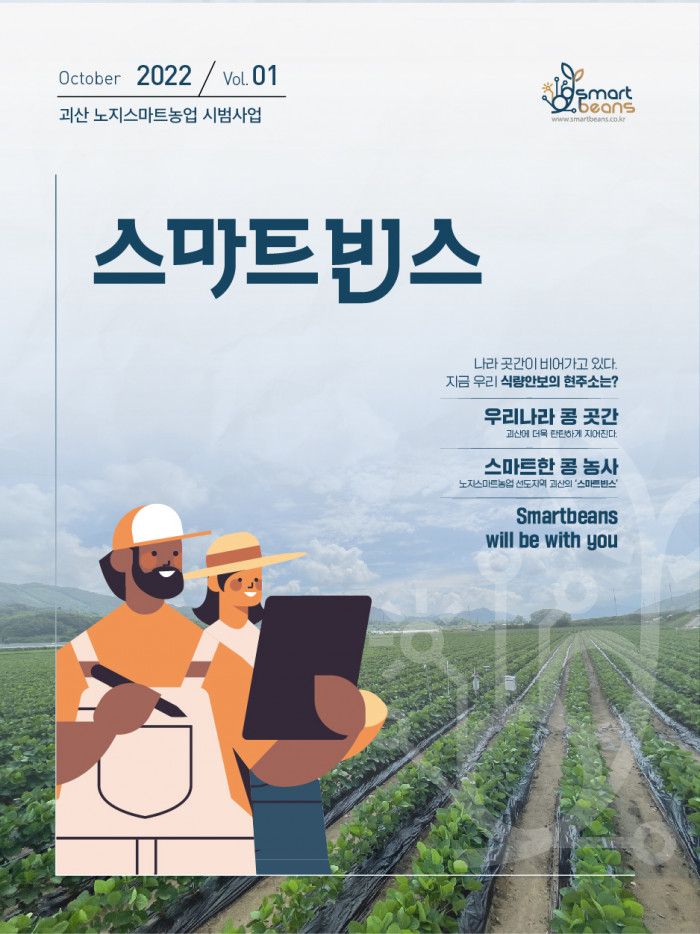 October 2022 / Vol. 01
괴산 노지스마트농업 시범사업
smart
beans
www.smartbeans.co.kr
스마트빈스
나라 곳간이 비어가고 있다.
지금 우리 식량안보의 현주소는?
우리나라 콩 곳간
괴산에 더욱 탄탄하게 지어진다.
스마트한 콩 농사
노지스마트농업 선도지역 괴산의 '스마트빈스'
Smartbeans
will be with you